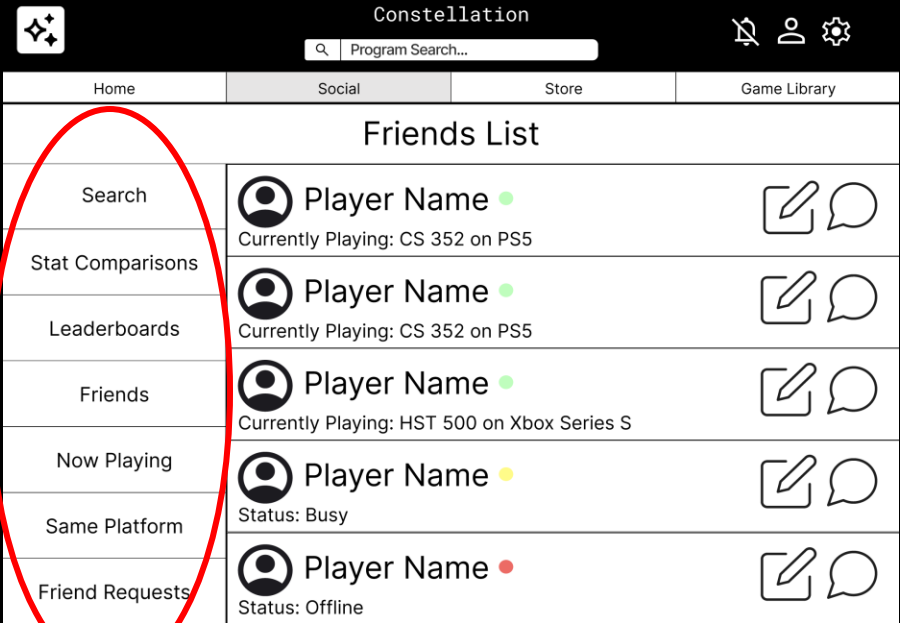 Constellation
Program Search...
Home
Social
Store
Game Library
Friends List
Search
Stat Comparisons
Leaderboards
Friends
Now Playing
Same Platform
Friend Requests
Player Name
Currently Playing: CS 352 on PS5
Player Name
Currently Playing: CS 352 on PS5
Player Name
Currently Playing: HST 500 on Xbox Series S
Player Name
Status: Busy
Player Name
Status: Offline